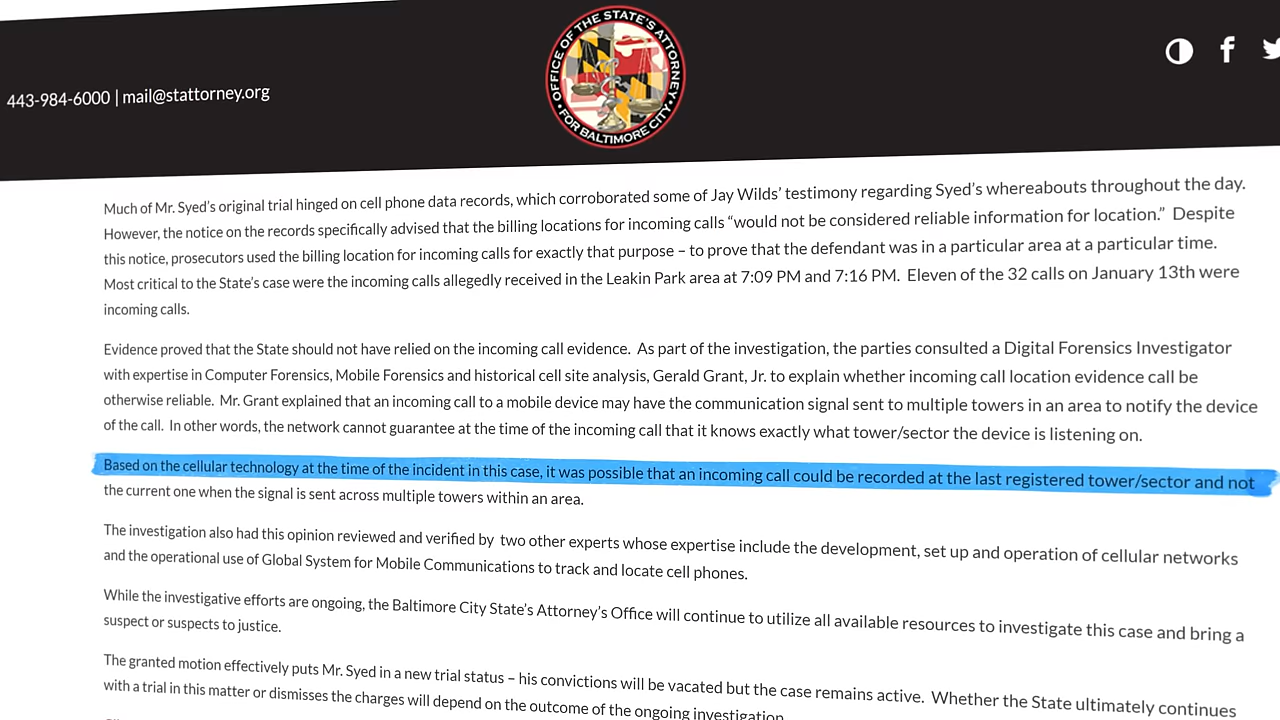 443-984-6000 | mail@stattorney.org
OFFICE OF THE STATE'S ATTORNEY
• FOR BALTIMORE CITY •
Much of Mr. Syed's original trial hinged on cell phone data records, which corroborated some of Jay Wilds' testimony regarding Syed's whereabouts throughout the day.
However, the notice on the records specifically advised that the billing locations for incoming calls “would not be considered reliable information for location.” Despite
this notice, prosecutors used the billing location for incoming calls for exactly that purpose – to prove that the defendant was in a particular area at a particular time.
Most critical to the State's case were the incoming calls allegedly received in the Leakin Park area at 7:09 PM and 7:16 PM. Eleven of the 32 calls on January 13th were
incoming calls.
Evidence proved that the State should not have relied on the incoming call evidence. As part of the investigation, the parties consulted a Digital Forensics Investigator
with expertise in Computer Forensics, Mobile Forensics and historical cell site analysis, Gerald Grant, Jr. to explain whether incoming call location evidence call be
otherwise reliable. Mr. Grant explained that an incoming call to a mobile device may have the communication signal sent to multiple towers in an area to notify the device
of the call. In other words, the network cannot guarantee at the time of the incoming call that it knows exactly what tower/sector the device is listening on.
Based on the cellular technology at the time of the incident in this case, it was possible that an incoming call could be recorded at the last registered tower/sector and not
the current one when the signal is sent across multiple towers within an area.
The investigation also had this opinion reviewed and verified by two other experts whose expertise include the development, set up and operation of cellular networks
and the operational use of Global System for Mobile Communications to track and locate cell phones.
While the investigative efforts are ongoing, the Baltimore City State's Attorney's Office will continue to utilize all available resources to investigate this case and bring a
suspect or suspects to justice.
The granted motion effectively puts Mr. Syed in a new trial status – his convictions will be vacated but the case remains active. Whether the State ultimately continues
with a trial in this matter or dismisses the charges will depend on the outcome of the ongoing investigation.